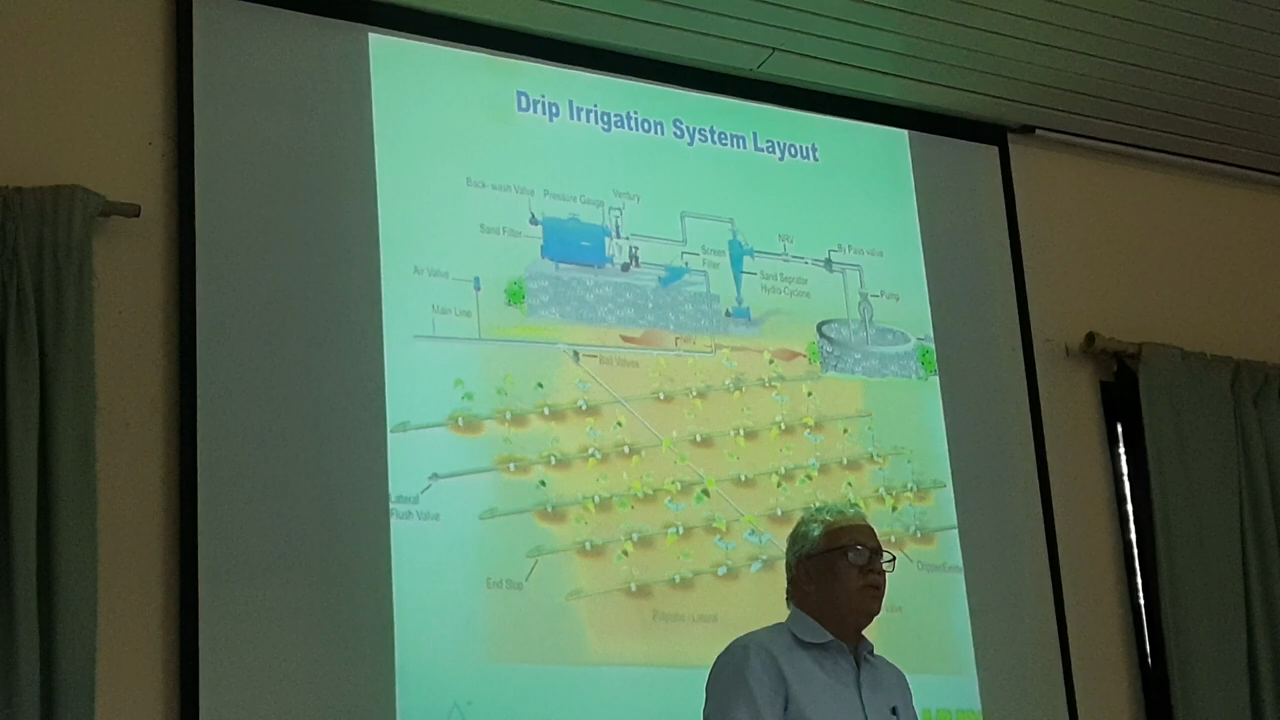 Drip Irrigation System Layout
Back- wash Valve
Pressure Gauge
Ventury
Sand Filter
Screen
Filter
NRV
By Pass valve
Air Valve
Sand Seprator
Hydro Cyclone
Pump
Main Line
Ball Valves
Lateral
Flush Valve
End Stop